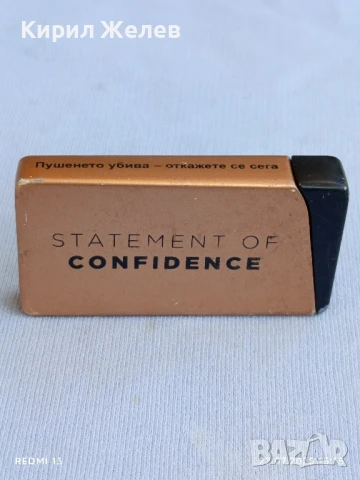 Кирил Желев
Пушенето убива – откажете се сега
STATEMENT OF
CONFIDENCE
REDMI 13
BAZAR